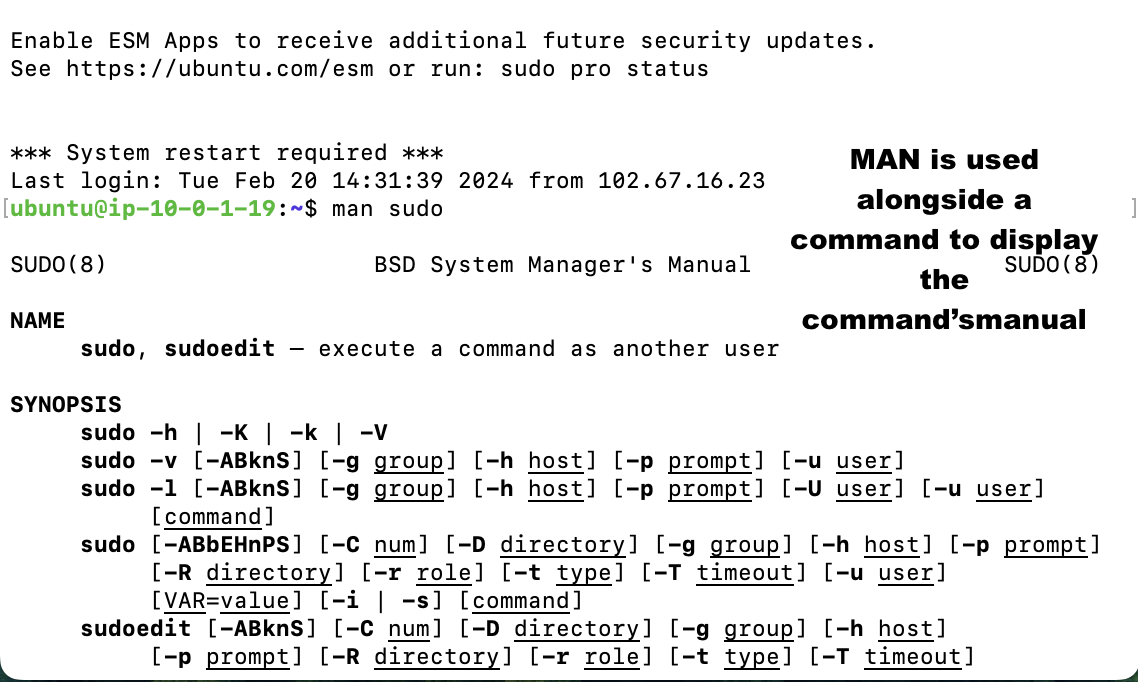 Enable ESM Apps to receive additional future security updates.
See https://ubuntu.com/esm or run: sudo pro status
*** System restart required ***
Last login: Tue Feb 20 14:31:39 2024 from 102.67.16.23
[ubuntu@ip-10-0-1-19:~$ man sudo ]
MAN is used
alongside a
command to display
the
command’smanual
SUDO(8) BSD System Manager's Manual SUDO(8)
NAME
sudo, sudoedit — execute a command as another user
SYNOPSIS
sudo -h | -K | -k | -V
sudo -v [-ABknS] [-g group] [-h host] [-p prompt] [-u user]
sudo -l [-ABknS] [-g group] [-h host] [-p prompt] [-U user] [-u user]
[command]
sudo [-ABbEHnPS] [-C num] [-D directory] [-g group] [-h host] [-p prompt]
[-R directory] [-r role] [-t type] [-T timeout] [-u user]
[VAR=value] [-i | -s] [command]
sudoedit [-ABknS] [-C num] [-D directory] [-g group] [-h host]
[-p prompt] [-R directory] [-r role] [-t type] [-T timeout]